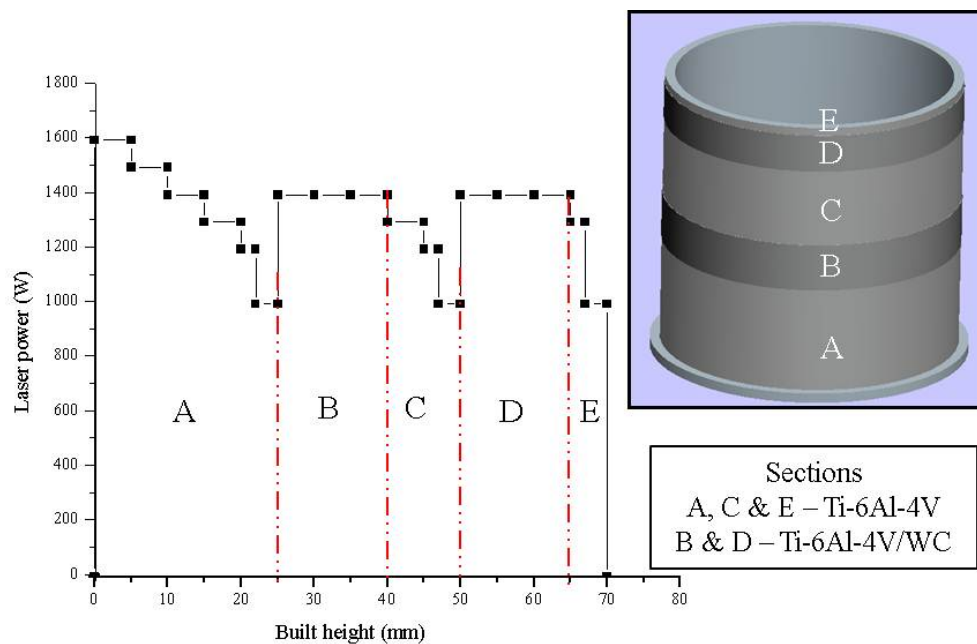 1800
1600
1400
1200
1000
800
600
400
200
0
Laser power (W)
A
B
C
D
E
0 10 20 30 40 50 60 70 80
Built height (mm)
E
D
C
B
A
Sections
A, C & E – Ti-6Al-4V
B & D – Ti-6Al-4V/WC